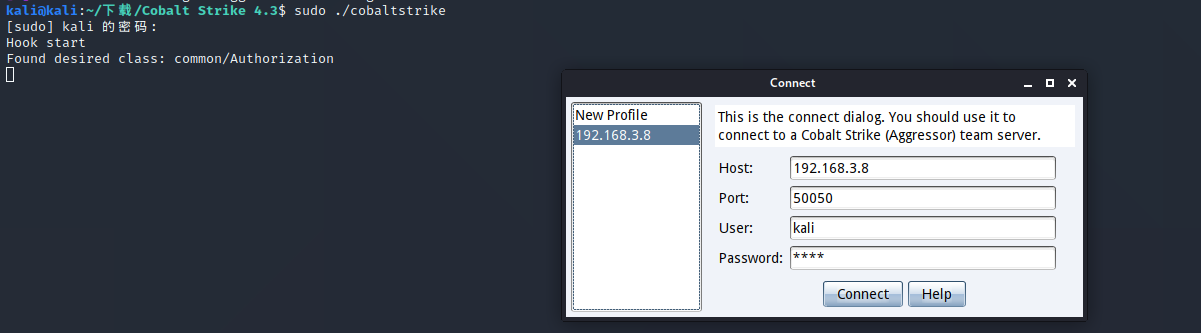 kali@kali:~/下载/Cobalt Strike 4.3$ sudo ./cobaltstrike
[sudo] kali 的密码：
Hook start
Found desired class: common/Authorization
Connect
New Profile
192.168.3.8
This is the connect dialog. You should use it to
connect to a Cobalt Strike (Aggressor) team server.
Host: 192.168.3.8
Port: 50050
User: kali
Password: ****
Connect Help